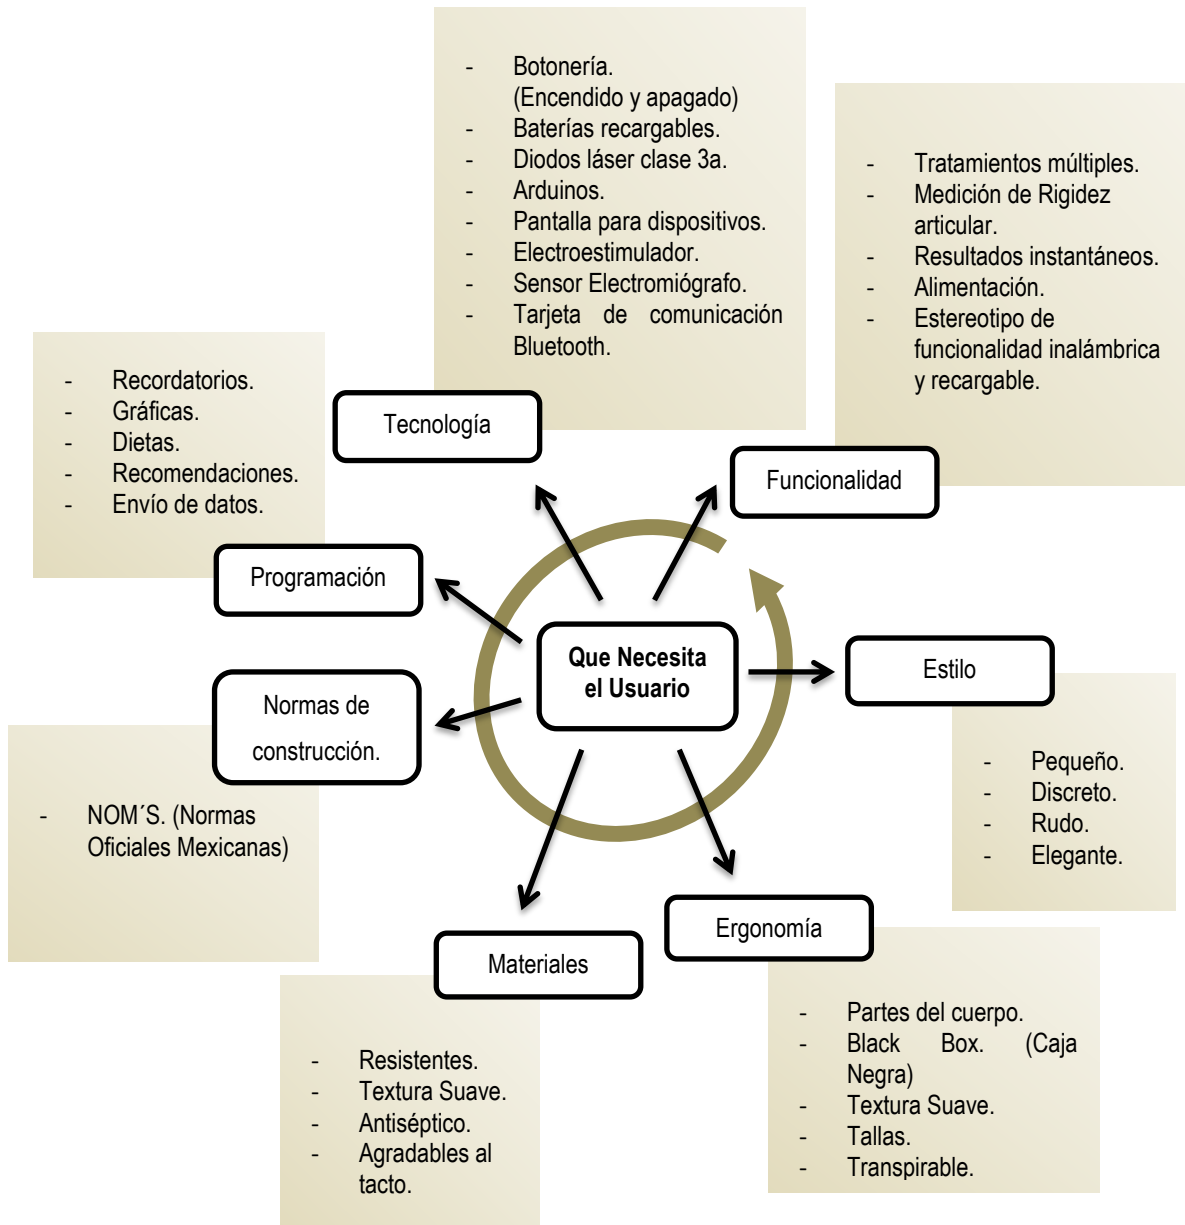 - Botonería.
(Encendido y apagado)
- Baterías recargables.
- Diodos láser clase 3a.
- Arduinos.
- Pantalla para dispositivos.
- Electroestimulador.
- Sensor Electromiógrafo.
- Tarjeta de comunicación
Bluetooth.
Tecnología
- Tratamientos múltiples.
- Medición de Rigidez
articular.
- Resultados instantáneos.
- Alimentación.
- Estereotipo de
funcionalidad inalámbrica
y recargable.
Funcionalidad
- Recordatorios.
- Gráficas.
- Dietas.
- Recomendaciones.
- Envío de datos.
Programación
Que Necesita
el Usuario
Estilo
- Pequeño.
- Discreto.
- Rudo.
- Elegante.
Normas de
construcción.
- NOM´S. (Normas
Oficiales Mexicanas)
Materiales
- Resistentes.
- Textura Suave.
- Antiséptico.
- Agradables al
tacto.
Ergonomía
- Partes del cuerpo.
- Black Box. (Caja
Negra)
- Textura Suave.
- Tallas.
- Transpirable.